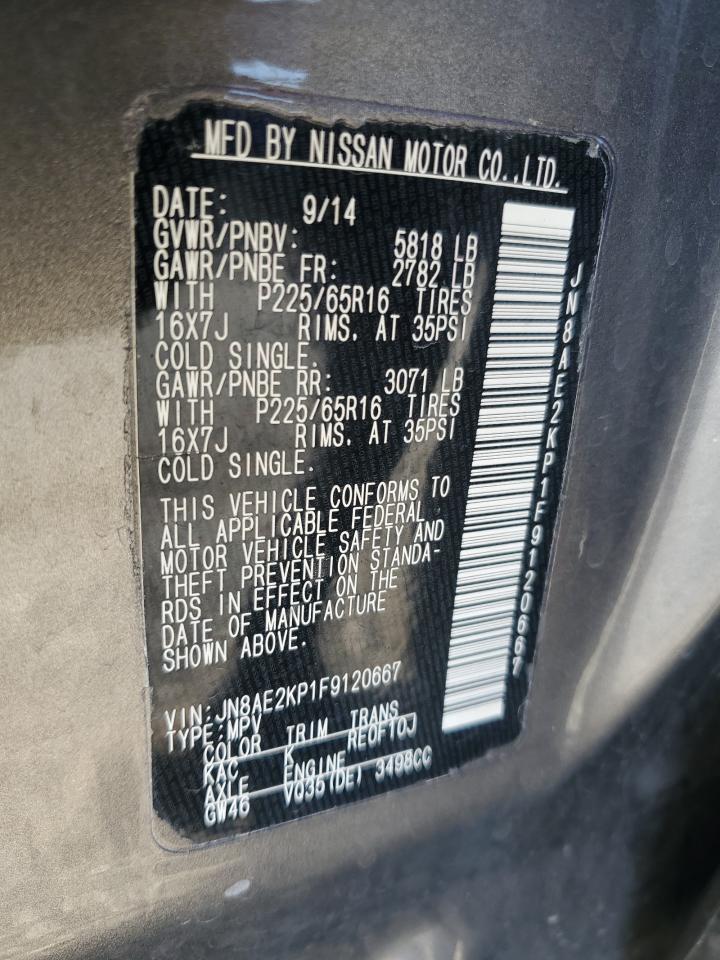 MFD BY NISSAN MOTOR CO.,LTD.
DATE: 9/14
GVWR/PNBV: 5818 LB
GAWR/PNBE FR: 2782 LB
WITH P225/65R16 TIRES
16X7J RIMS. AT 35PSI
COLD SINGLE.
GAWR/PNBE RR: 3071 LB
WITH P225/65R16 TIRES
16X7J RIMS. AT 35PSI
COLD SINGLE.
THIS VEHICLE CONFORMS TO
ALL APPLICABLE FEDERAL
MOTOR VEHICLE SAFETY AND
THEFT PREVENTION STANDA-
RDS IN EFFECT ON THE
DATE OF MANUFACTURE
SHOWN ABOVE.
VIN:JN8AE2KP1F9120667
TYPE:MPV
COLOR TRIM TRANS
KAC K RE0F10J
AXLE ENGINE
GW46 VQ35(DE) 3498CC
JN8AE2KP1F9120667